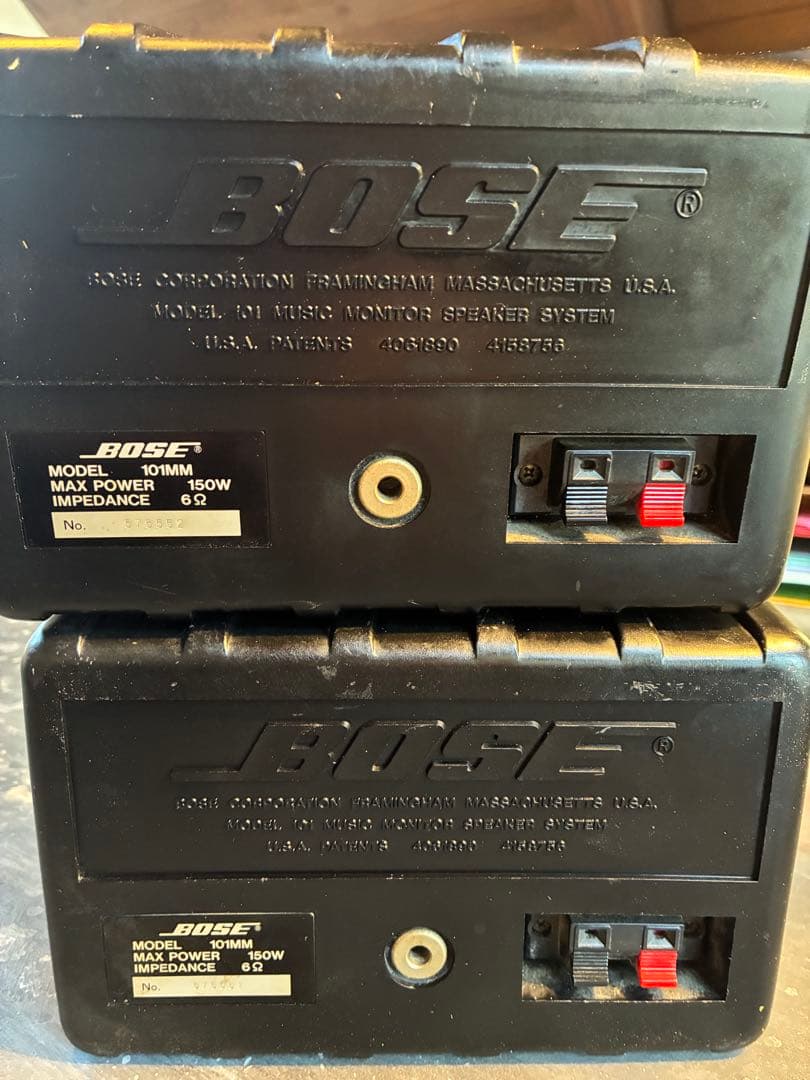 BOSE®
BOSE CORPORATION FRAMINGHAM MASSACHUSETTS U.S.A.
MODEL 101 MUSIC MONITOR SPEAKER SYSTEM
U.S.A. PATENTS 4061890 4158756
BOSE®
MODEL 101MM
MAX POWER 150W
IMPEDANCE 6Ω
No. 576552
BOSE®
BOSE CORPORATION FRAMINGHAM MASSACHUSETTS U.S.A.
MODEL 101 MUSIC MONITOR SPEAKER SYSTEM
U.S.A. PATENTS 4061890 4158756
BOSE®
MODEL 101MM
MAX POWER 150W
IMPEDANCE 6Ω
No.